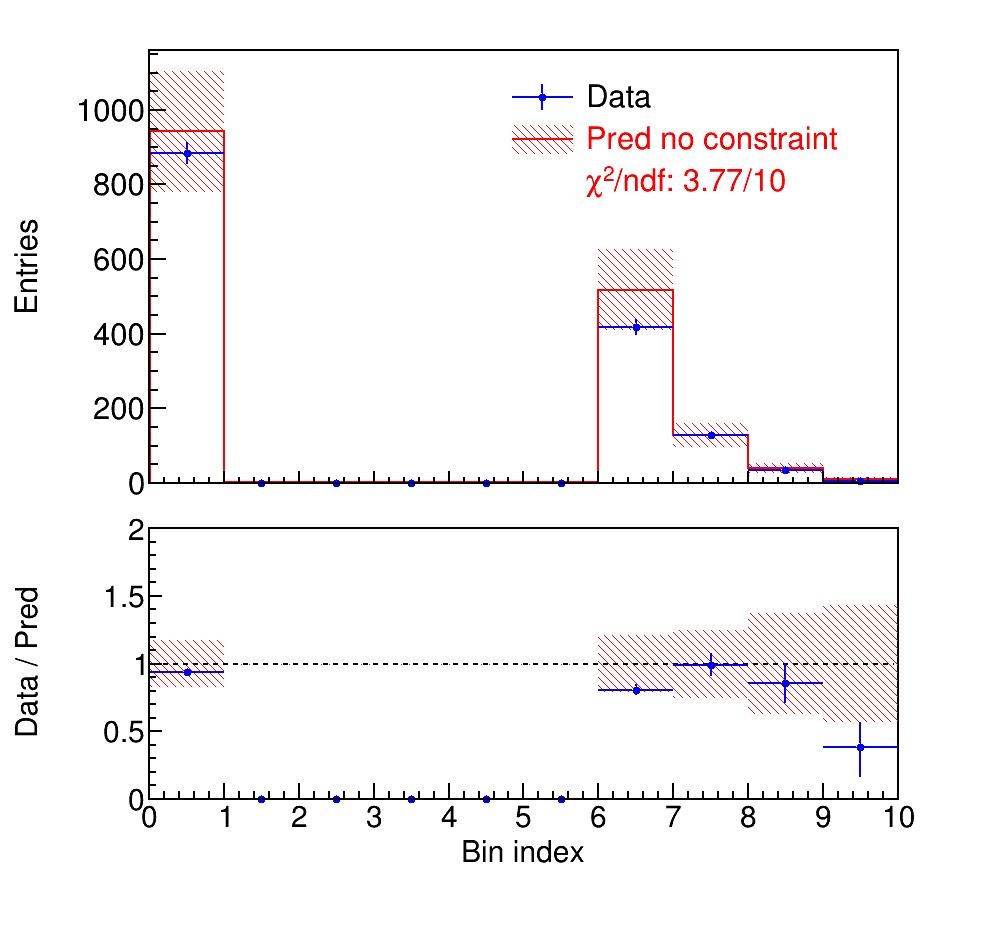 Entries
1000
800
600
400
200
0
Data
Pred no constraint
χ²/ndf: 3.77/10
Data / Pred
2
1.5
1
0.5
0
0 1 2 3 4 5 6 7 8 9 10
Bin index